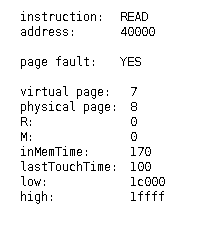 instruction: READ
address: 40000
page fault: YES
virtual page: 7
physical page: 8
R: 0
M: 0
inMemTime: 170
lastTouchTime: 100
low: 1c000
high: 1ffff